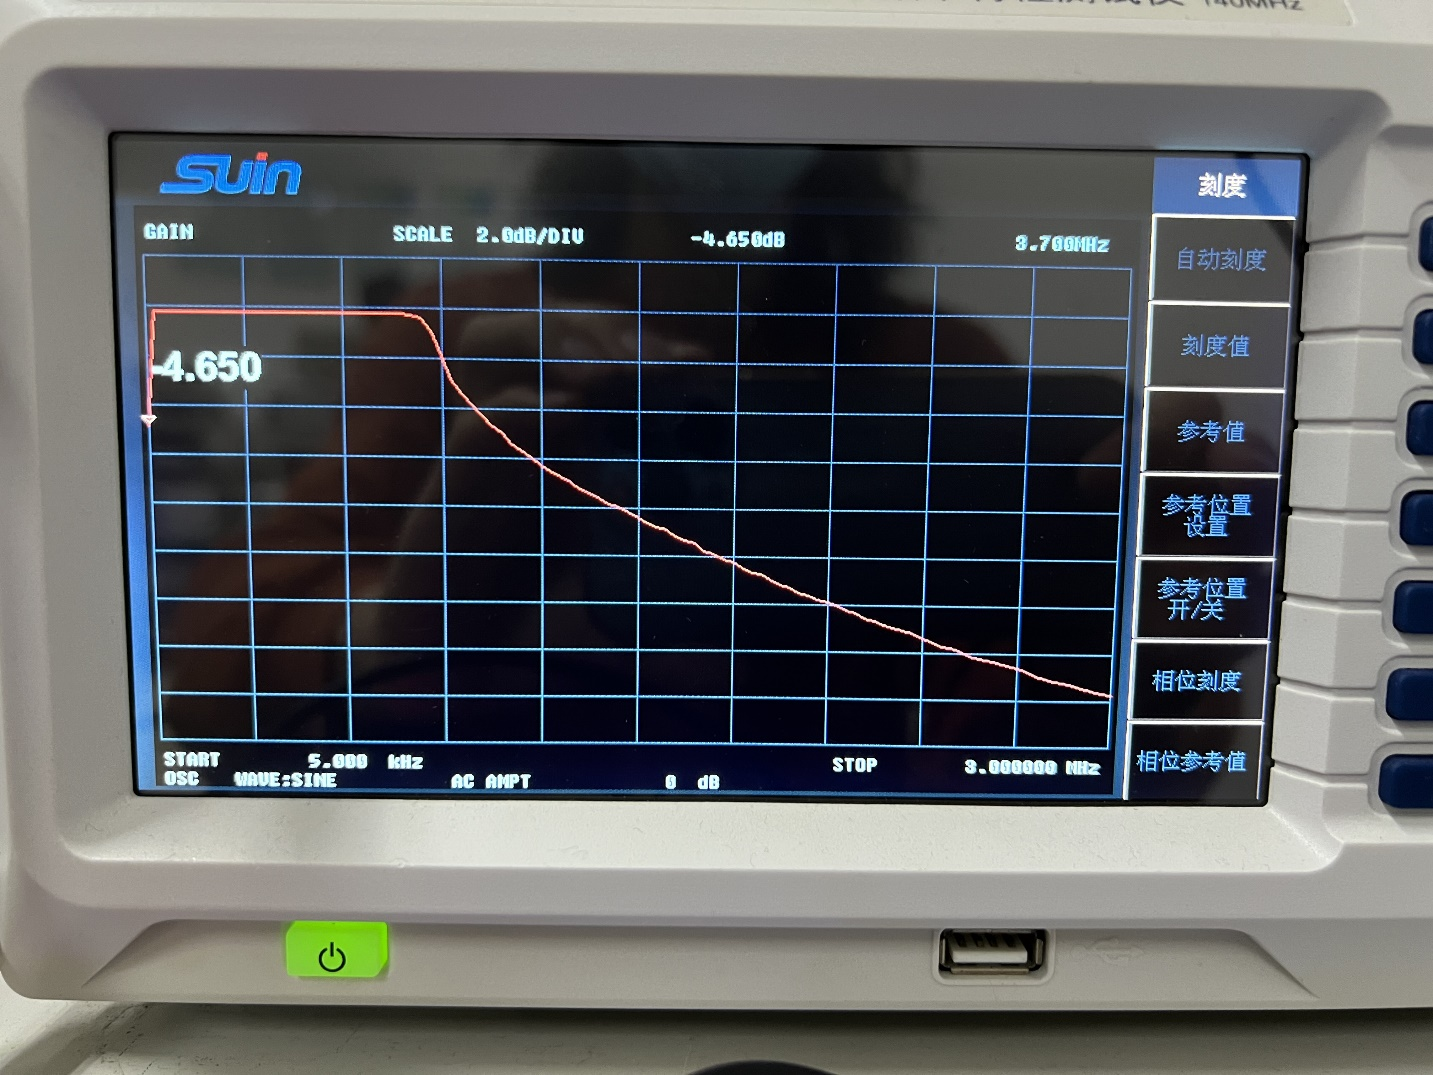 140MHz
suin
刻度
GAIN SCALE 2.0dB/DIV -4.650dB 3.700MHz
自动刻度
-4.650
刻度值
参考值
参考位置
设置
参考位置
开/关
相位刻度
相位参考值
START 5.000 kHz STOP 3.000000 MHz
OSC WAVE:SINE AC AMPT 0 dB